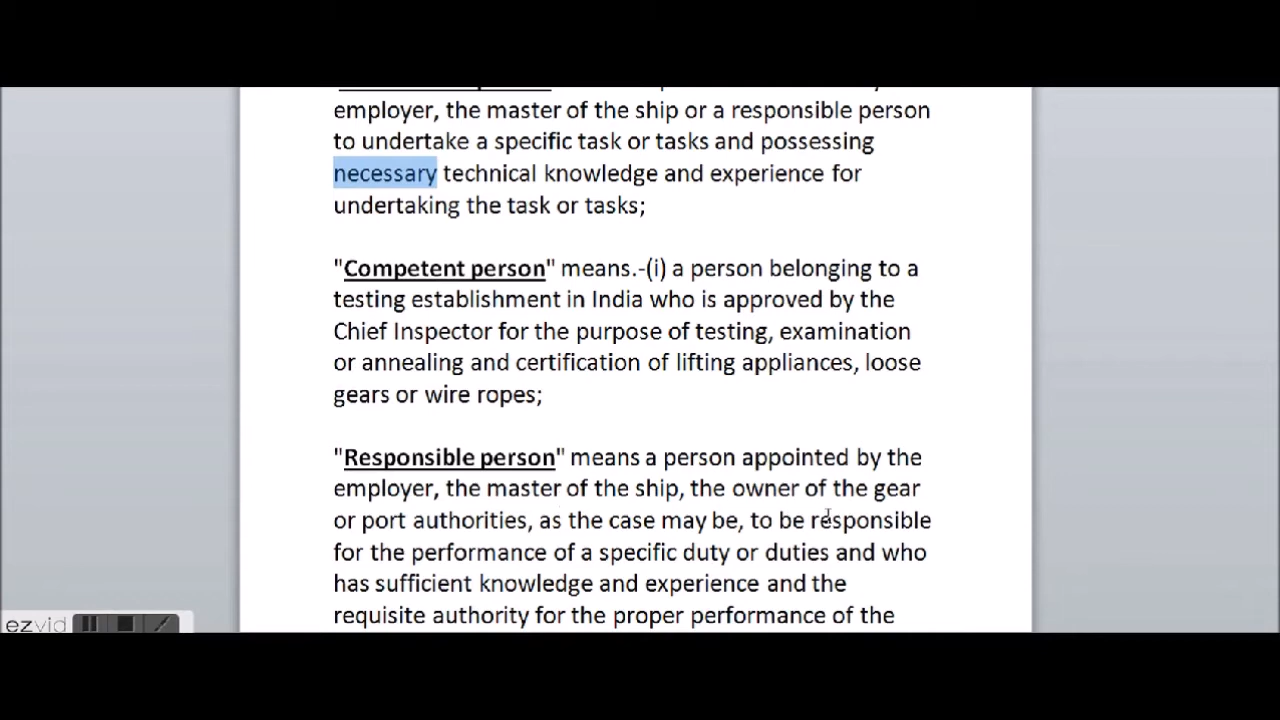 employer, the master of the ship or a responsible person
to undertake a specific task or tasks and possessing
necessary technical knowledge and experience for
undertaking the task or tasks;
"Competent person" means.-(i) a person belonging to a
testing establishment in India who is approved by the
Chief Inspector for the purpose of testing, examination
or annealing and certification of lifting appliances, loose
gears or wire ropes;
"Responsible person" means a person appointed by the
employer, the master of the ship, the owner of the gear
or port authorities, as the case may be, to be responsible
for the performance of a specific duty or duties and who
has sufficient knowledge and experience and the
requisite authority for the proper performance of the
ezvid